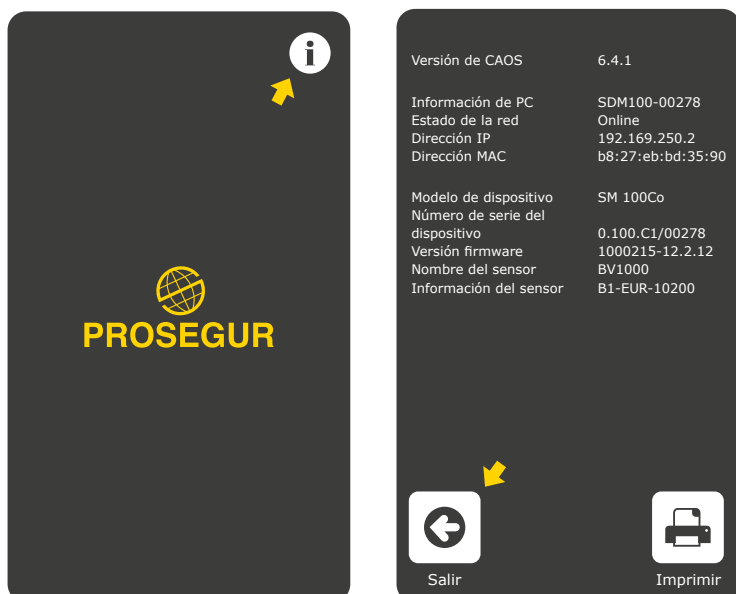 i
PROSEGUR
Versión de CAOS 6.4.1
Información de PC SDM100-00278
Estado de la red Online
Dirección IP 192.169.250.2
Dirección MAC b8:27:eb:bd:35:90
Modelo de dispositivo SM 100Co
Número de serie del
dispositivo 0.100.C1/00278
Versión firmware 1000215-12.2.12
Nombre del sensor BV1000
Información del sensor B1-EUR-10200
Salir Imprimir